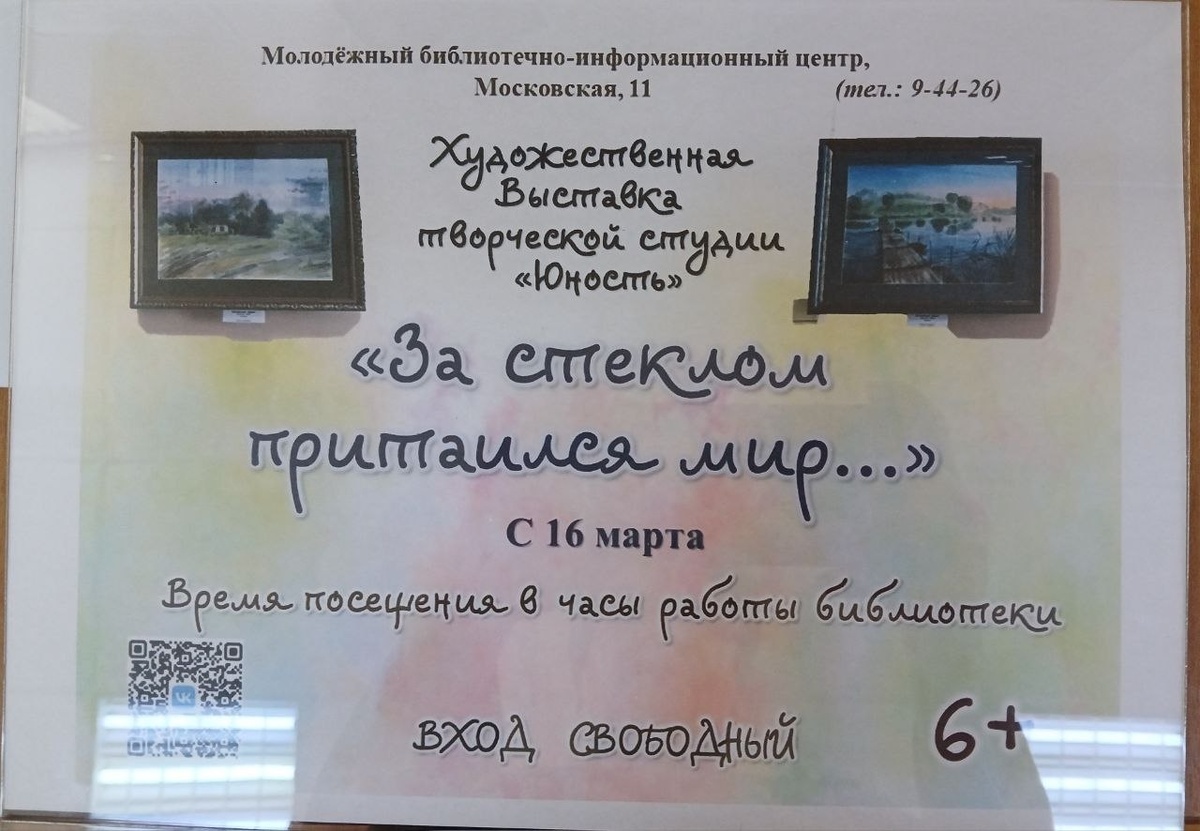 Молодёжный библиотечно-информационный центр,
Московская, 11 (тел.: 9-44-26)
Художественная
Выставка
творческой студии
«Юность»
«За стеклом
притаился мир...»
С 16 марта
Время посещения в часы работы библиотеки
ВХОД СВОБОДНЫЙ
6+